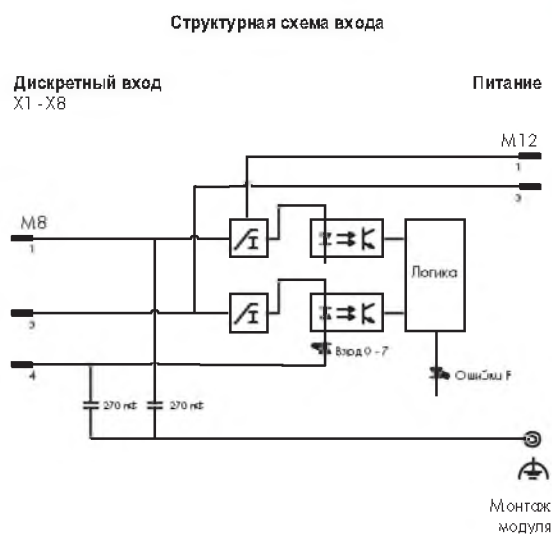 Структурная схема входа
Дискретный вход
X1 - X8
Питание
M12
1
3
M8
1
3
4
Логика
Вход 0 - 7
Ошибки F
270 пФ
270 пФ
Монтаж
модуля